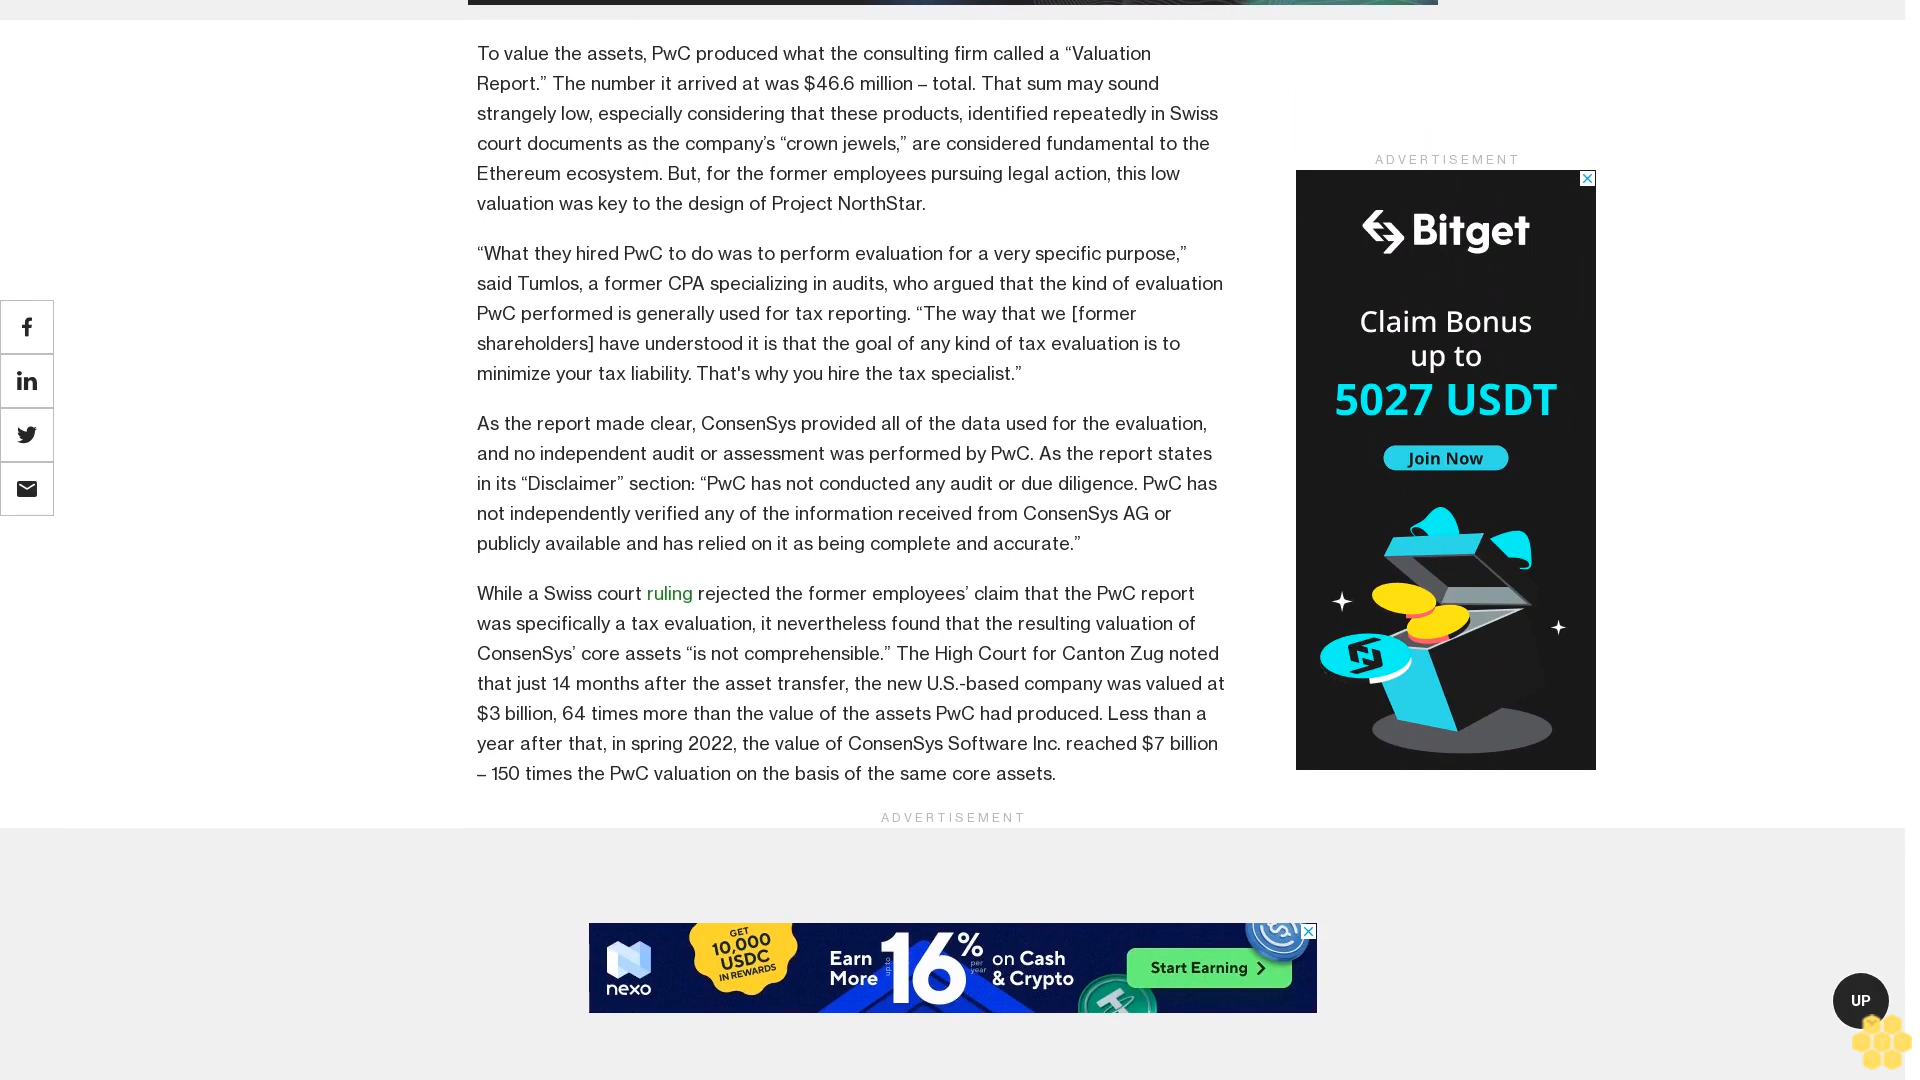 To value the assets, PwC produced what the consulting firm called a “Valuation
Report.” The number it arrived at was $46.6 million – total. That sum may sound
strangely low, especially considering that these products, identified repeatedly in Swiss
court documents as the company’s “crown jewels,” are considered fundamental to the
Ethereum ecosystem. But, for the former employees pursuing legal action, this low
valuation was key to the design of Project NorthStar.
“What they hired PwC to do was to perform evaluation for a very specific purpose,”
said Tumlos, a former CPA specializing in audits, who argued that the kind of evaluation
PwC performed is generally used for tax reporting. “The way that we [former
shareholders] have understood it is that the goal of any kind of tax evaluation is to
minimize your tax liability. That's why you hire the tax specialist.”
As the report made clear, ConsenSys provided all of the data used for the evaluation,
and no independent audit or assessment was performed by PwC. As the report states
in its “Disclaimer” section: “PwC has not conducted any audit or due diligence. PwC has
not independently verified any of the information received from ConsenSys AG or
publicly available and has relied on it as being complete and accurate.”
While a Swiss court ruling rejected the former employees’ claim that the PwC report
was specifically a tax evaluation, it nevertheless found that the resulting valuation of
ConsenSys’ core assets “is not comprehensible.” The High Court for Canton Zug noted
that just 14 months after the asset transfer, the new U.S.-based company was valued at
$3 billion, 64 times more than the value of the assets PwC had produced. Less than a
year after that, in spring 2022, the value of ConsenSys Software Inc. reached $7 billion
– 150 times the PwC valuation on the basis of the same core assets.
ADVERTISEMENT
Bitget
Claim Bonus
up to
5027 USDT
Join Now
ADVERTISEMENT
nexo
GET
10,000
USDC
IN REWARDS
Earn
More
up to
16%
per
year
on Cash
& Crypto
Start Earning
UP